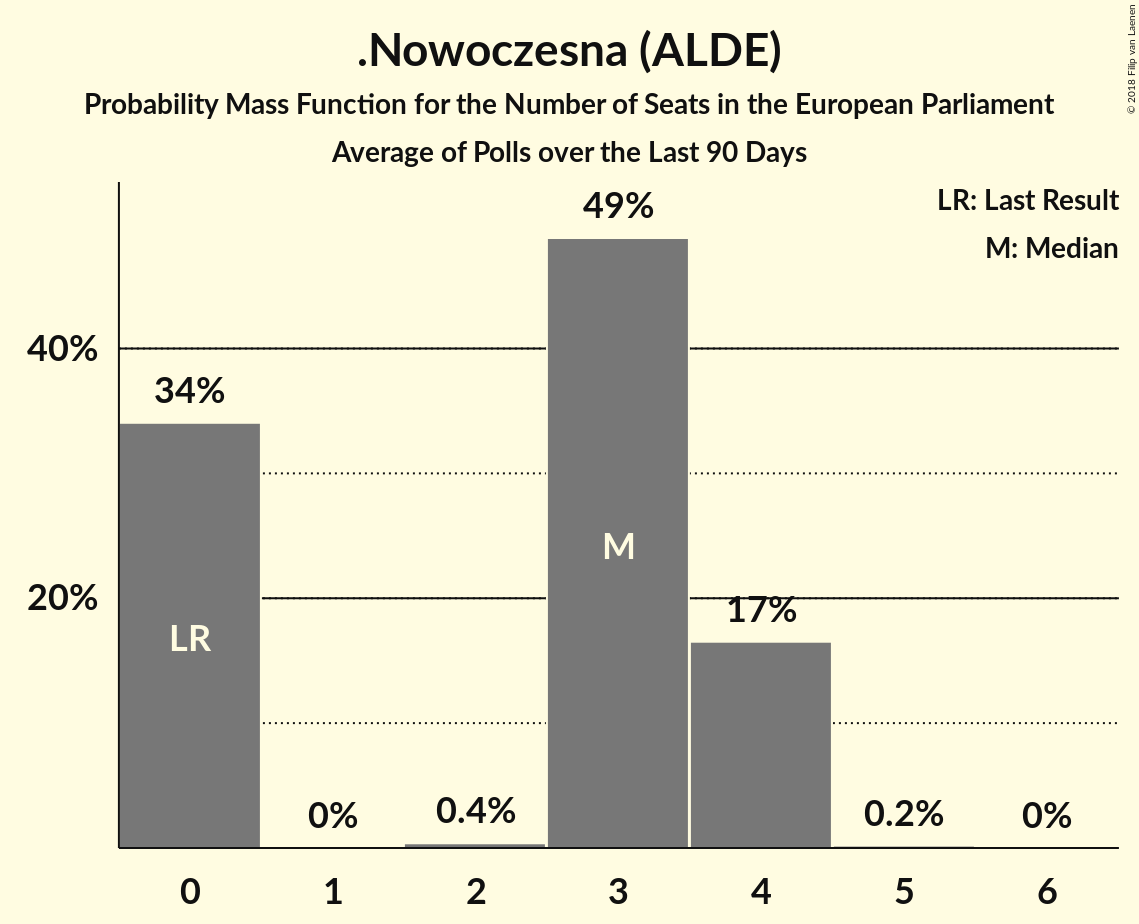 .Nowoczesna (ALDE)
Probability Mass Function for the Number of Seats in the European Parliament
Average of Polls over the Last 90 Days
© 2018 Filip van Laenen
LR: Last Result
M: Median
49%
40%
34%
M
20%
17%
LR
0%
0.4%
0.2%
0%
0 1 2 3 4 5 6